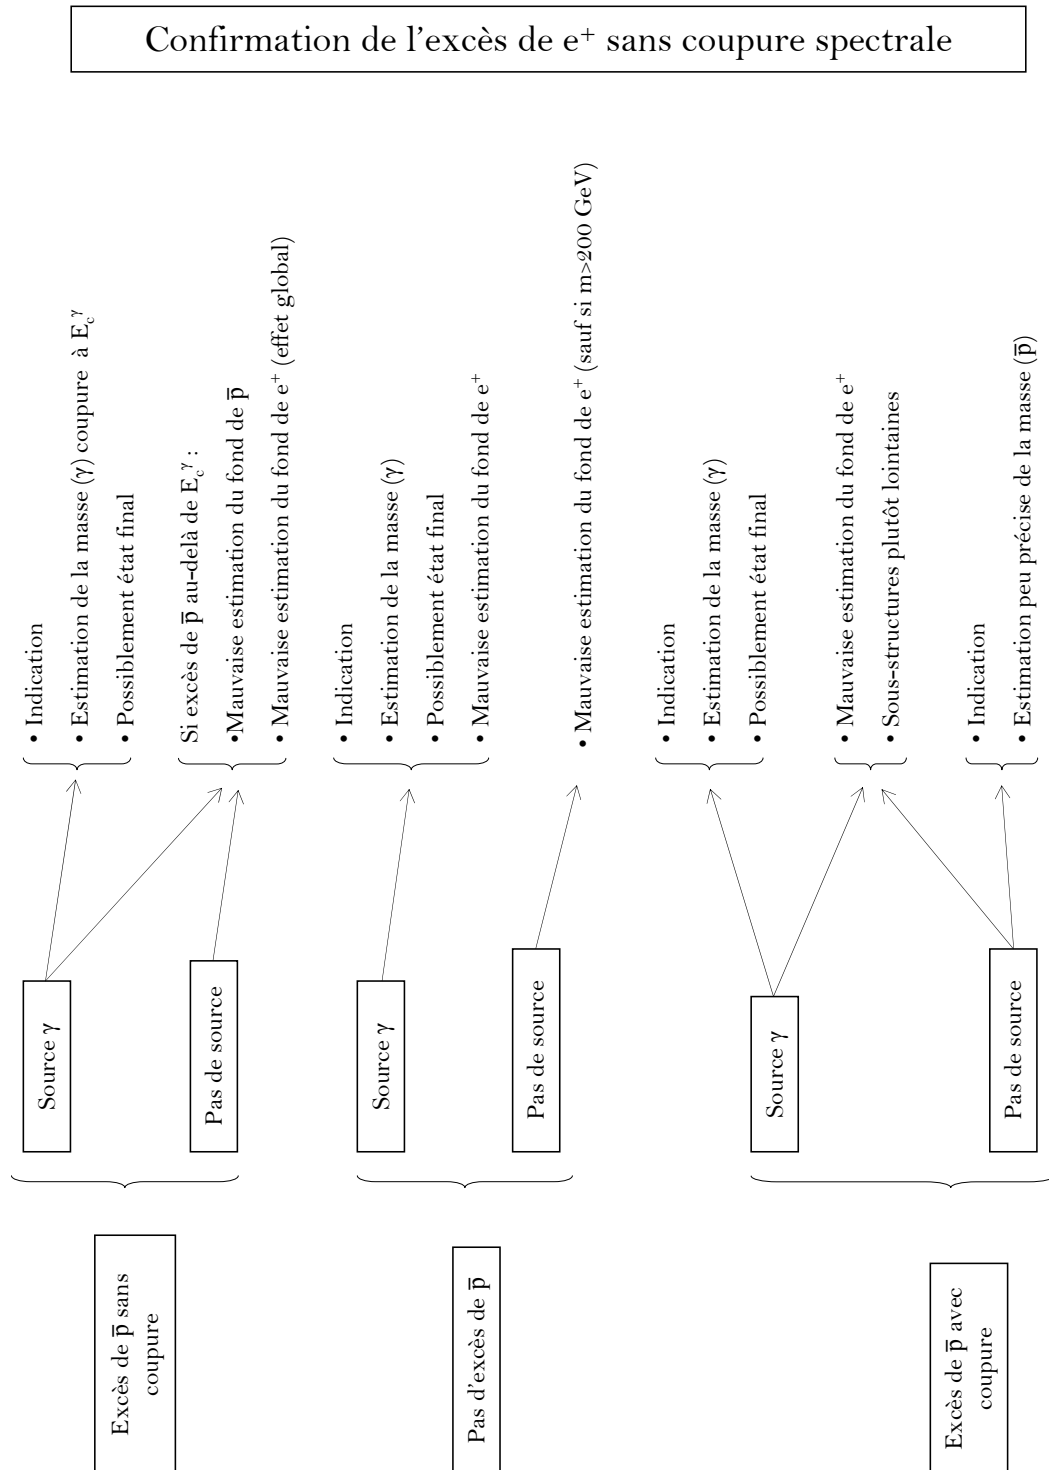 Confirmation de l'excès de e⁺ sans coupure spectrale
Excès de p̅ sans
coupure
Source γ
• Indication
• Estimation de la masse (γ) coupure à E_c^γ
• Possiblement état final
Pas de source
Si excès de p̅ au-delà de E_c^γ :
•Mauvaise estimation du fond de p̅
• Mauvaise estimation du fond de e⁺ (effet global)
Pas d'excès de p̅
Source γ
• Indication
• Estimation de la masse (γ)
• Possiblement état final
• Mauvaise estimation du fond de e⁺
Pas de source
• Mauvaise estimation du fond de e⁺ (sauf si m>200 GeV)
Excès de p̅ avec
coupure
Source γ
• Indication
• Estimation de la masse (γ)
• Possiblement état final
• Mauvaise estimation du fond de e⁺
• Sous-structures plutôt lointaines
Pas de source
• Indication
• Estimation peu précise de la masse (p̅)